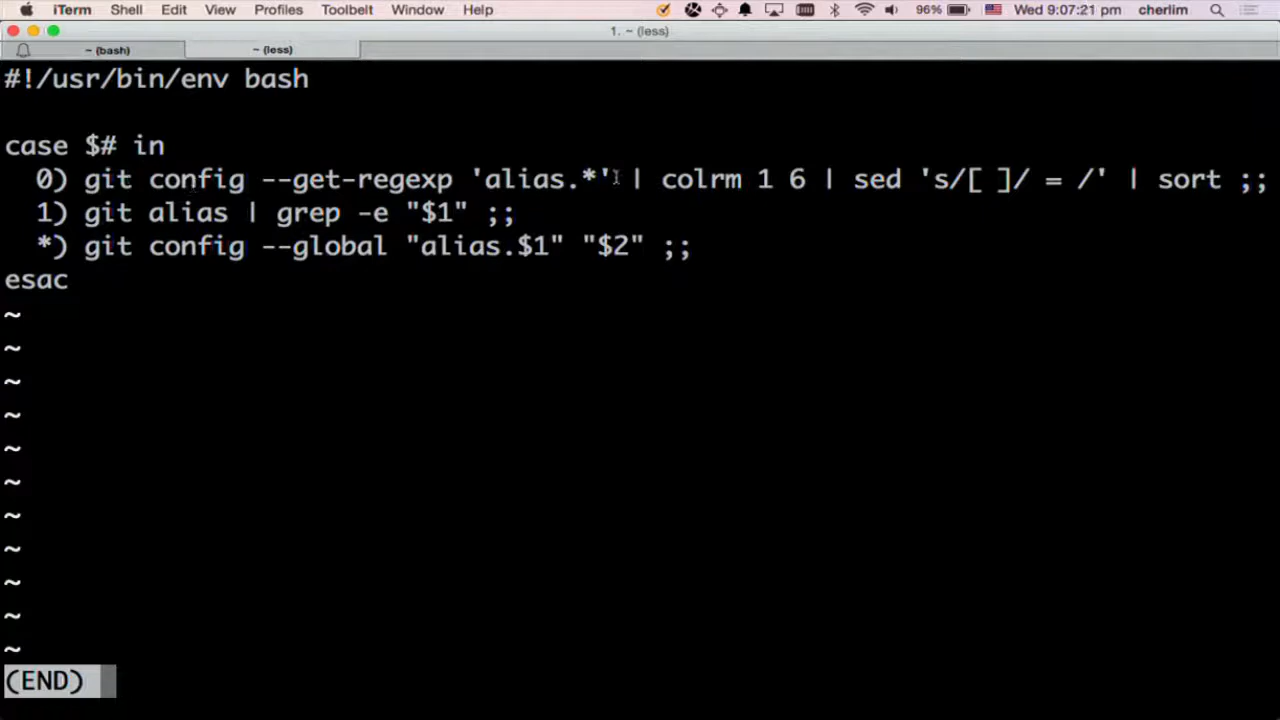 iTerm Shell Edit View Profiles Toolbelt Window Help 96% Wed 9:07:21 pm cherlim
1. ~ (less)
~ (bash) ~ (less)
#!/usr/bin/env bash
case $# in
0) git config --get-regexp 'alias.*' | colrm 1 6 | sed 's/[ ]/ = /' | sort ;;
1) git alias | grep -e "$1" ;;
*) git config --global "alias.$1" "$2" ;;
esac
~
~
~
~
~
~
~
~
~
~
~
(END)